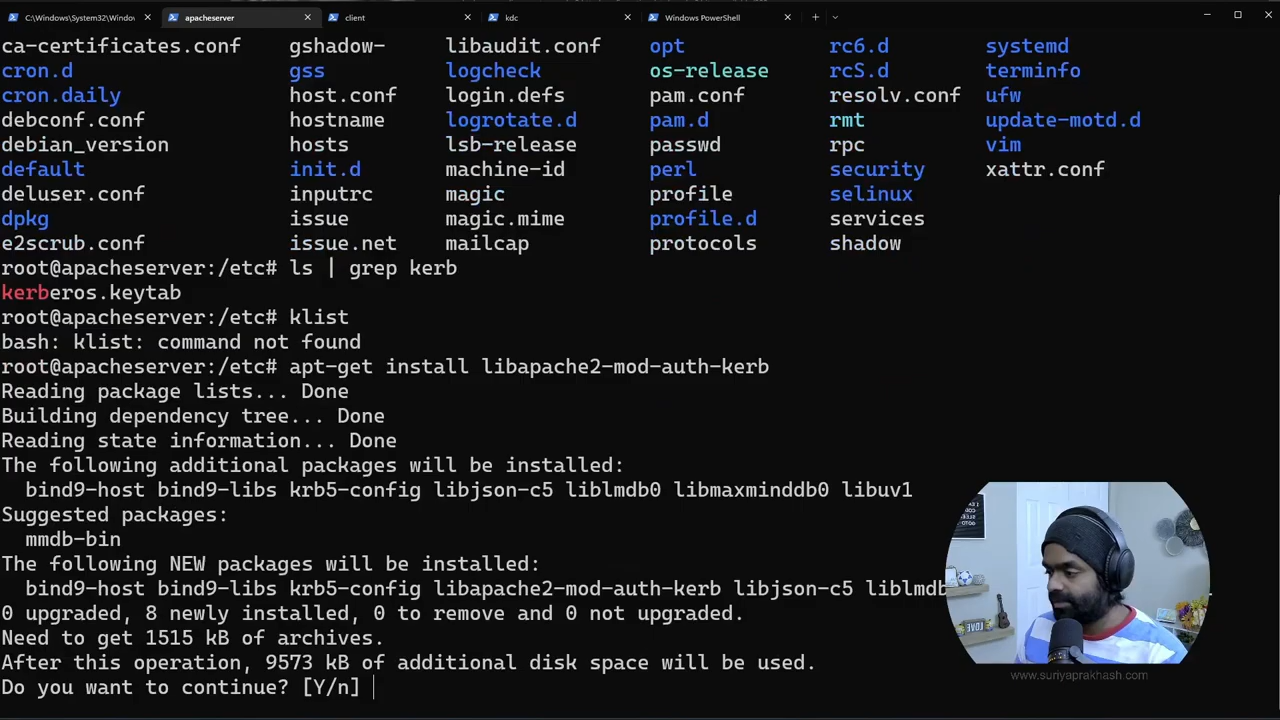 C:\Windows\System32\Window
apacheserver
client
kdc
Windows PowerShell
ca-certificates.conf gshadow- libaudit.conf opt rc6.d systemd
cron.d gss logcheck os-release rcS.d terminfo
cron.daily host.conf login.defs pam.conf resolv.conf ufw
debconf.conf hostname logrotate.d pam.d rmt update-motd.d
debian_version hosts lsb-release passwd rpc vim
default init.d machine-id perl security xattr.conf
deluser.conf inputrc magic profile selinux
dpkg issue magic.mime profile.d services
e2scrub.conf issue.net mailcap protocols shadow
root@apacheserver:/etc# ls | grep kerb
kerberos.keytab
root@apacheserver:/etc# klist
bash: klist: command not found
root@apacheserver:/etc# apt-get install libapache2-mod-auth-kerb
Reading package lists... Done
Building dependency tree... Done
Reading state information... Done
The following additional packages will be installed:
bind9-host bind9-libs krb5-config libjson-c5 liblmdb0 libmaxminddb0 libuv1
Suggested packages:
mmdb-bin
The following NEW packages will be installed:
bind9-host bind9-libs krb5-config libapache2-mod-auth-kerb libjson-c5 liblmdb
0 upgraded, 8 newly installed, 0 to remove and 0 not upgraded.
Need to get 1515 kB of archives.
After this operation, 9573 kB of additional disk space will be used.
Do you want to continue? [Y/n]
LOVE
www.suriyaprakhash.com